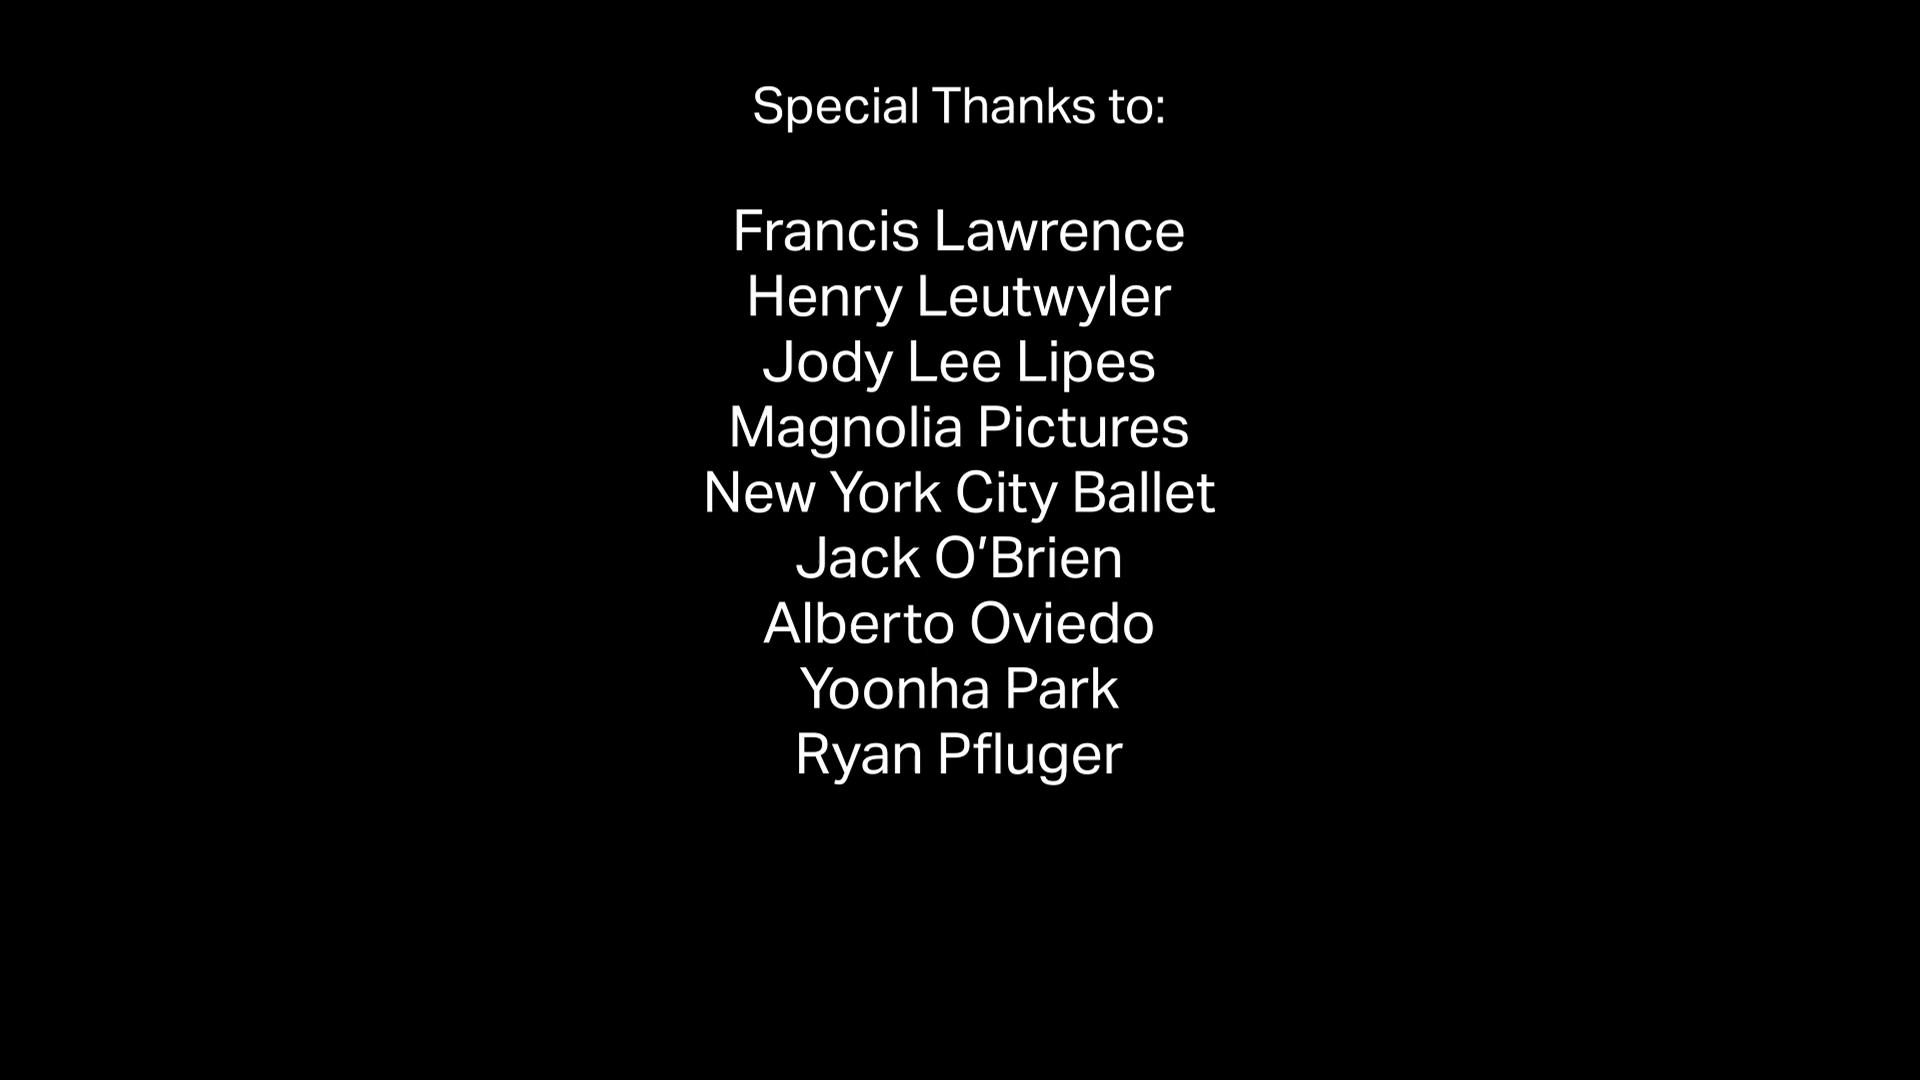 Special Thanks to:
Francis Lawrence
Henry Leutwyler
Jody Lee Lipes
Magnolia Pictures
New York City Ballet
Jack O’Brien
Alberto Oviedo
Yoonha Park
Ryan Pfluger